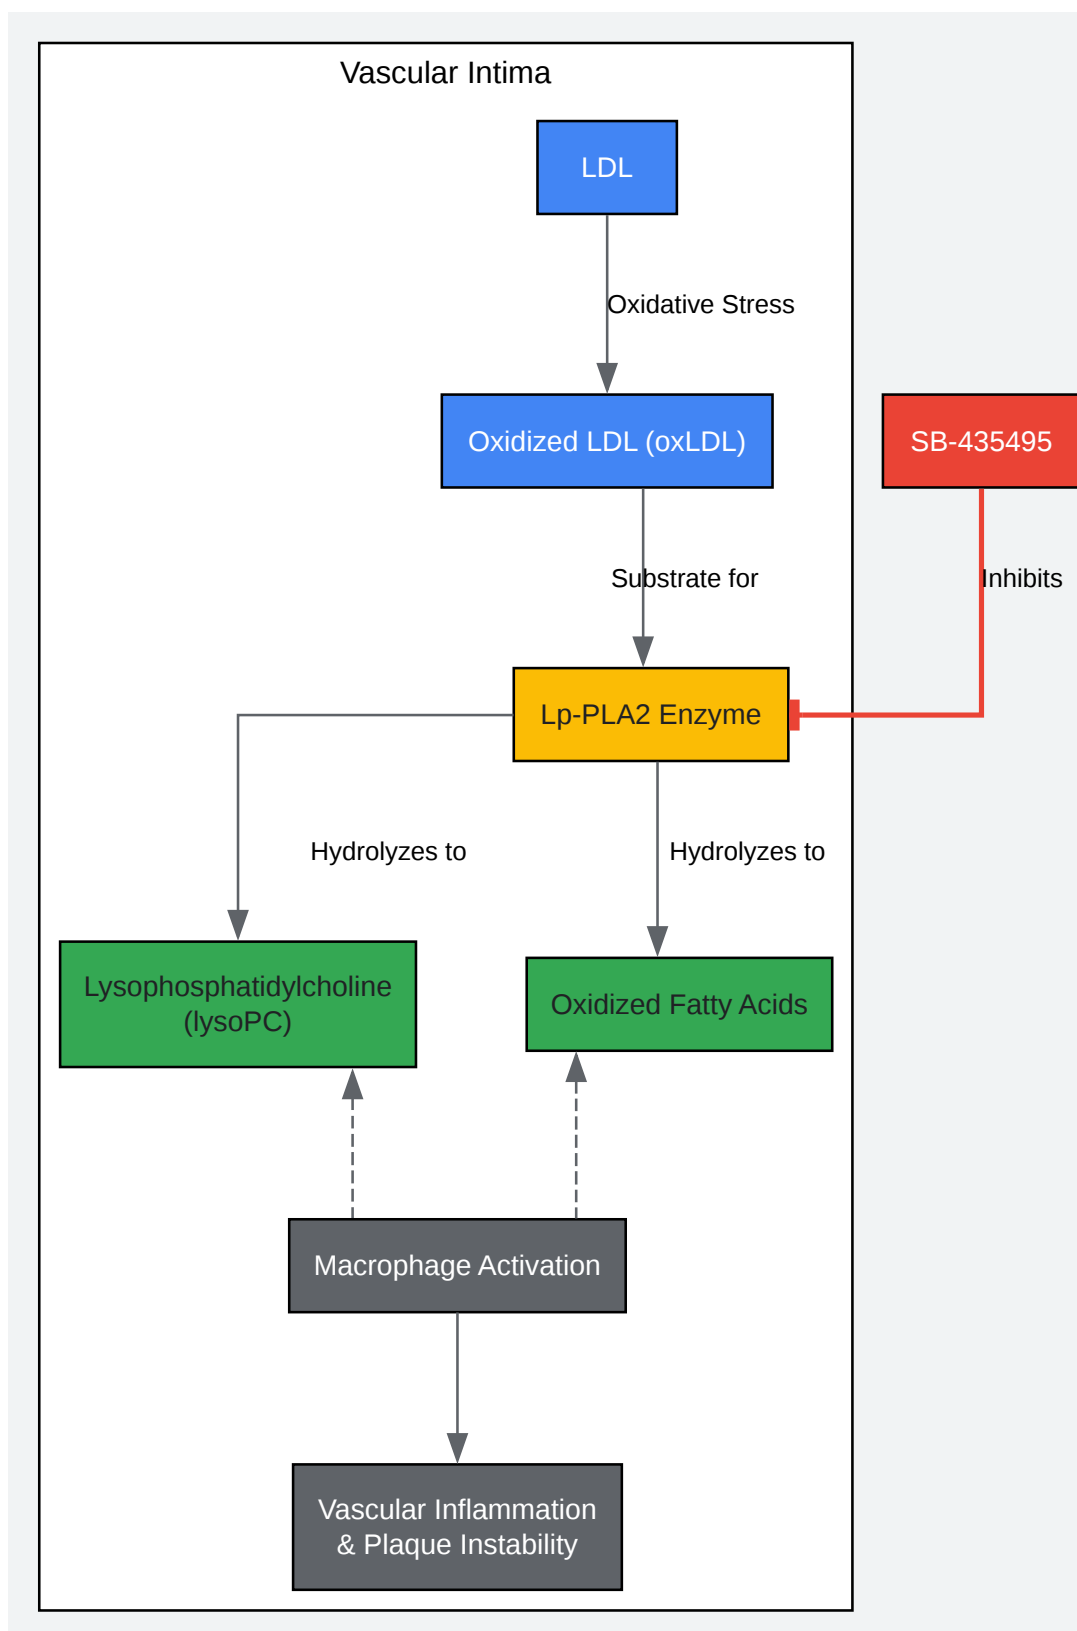 Vascular Intima
LDL
Oxidative Stress
Oxidized LDL (oxLDL)
SB-435495
Substrate for
Inhibits
Lp-PLA2 Enzyme
Hydrolyzes to
Hydrolyzes to
Lysophosphatidylcholine
(lysoPC)
Oxidized Fatty Acids
Macrophage Activation
Vascular Inflammation
& Plaque Instability